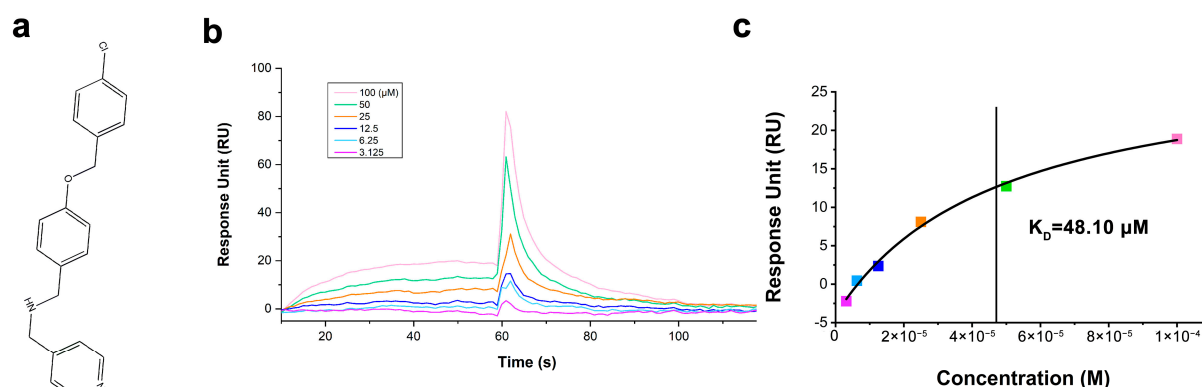 a
Cl
O
HN
N
b
Response Unit (RU)
100
80
60
40
20
0
100 (μM)
50
25
12.5
6.25
3.125
20
40
60
80
100
Time (s)
c
Response Unit (RU)
25
20
15
10
5
0
-5
K_D=48.10 μM
2×10⁻⁵
4×10⁻⁵
6×10⁻⁵
8×10⁻⁵
1×10⁻⁴
Concentration (M)